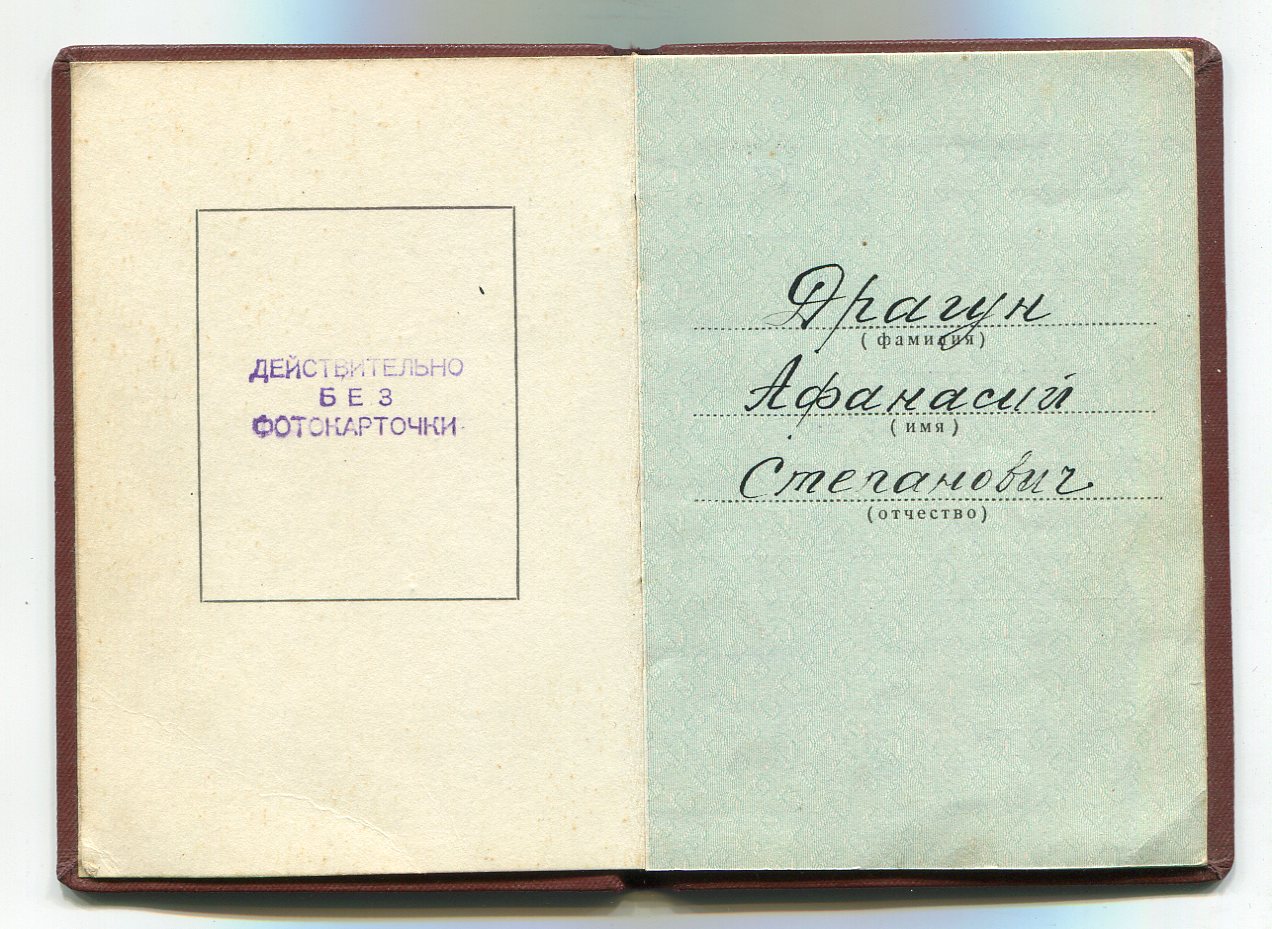 ДЕЙСТВИТЕЛЬНО
БЕЗ
ФОТОКАРТОЧКИ
Драгун
(фамилия)
Афанасий
(имя)
Степанович
(отчество)